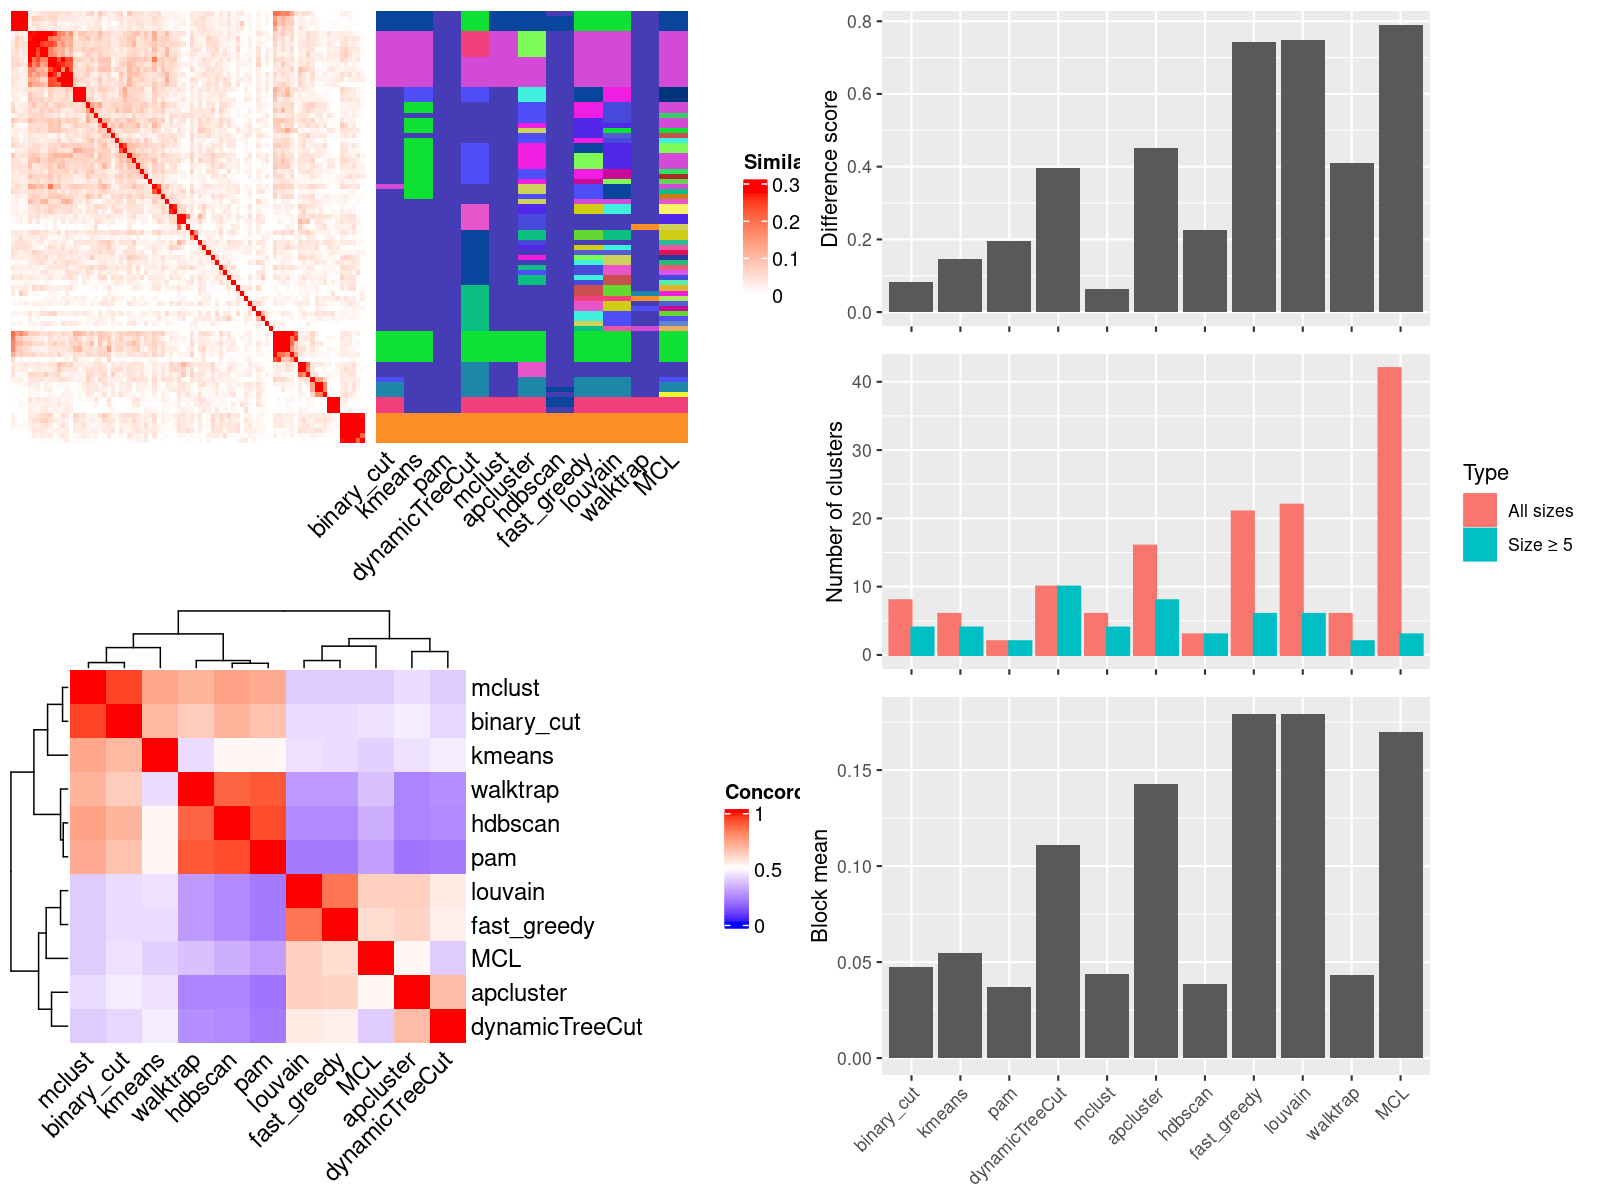 Simila
0.3
0.2
0.1
0
binary_cut
kmeans
pam
dynamicTreeCut
mclust
apcluster
hdbscan
fast_greedy
louvain
walktrap
MCL
mclust
binary_cut
kmeans
walktrap
hdbscan
pam
louvain
fast_greedy
MCL
apcluster
dynamicTreeCut
mclust
binary_cut
kmeans
walktrap
hdbscan
pam
louvain
fast_greedy
MCL
apcluster
dynamicTreeCut
Concord
1
0.5
0
Difference score
0.8
0.6
0.4
0.2
0.0
Number of clusters
40
30
20
10
0
Type
All sizes
Size ≥ 5
Block mean
0.15
0.10
0.05
0.00
binary_cut
kmeans
pam
dynamicTreeCut
mclust
apcluster
hdbscan
fast_greedy
louvain
walktrap
MCL